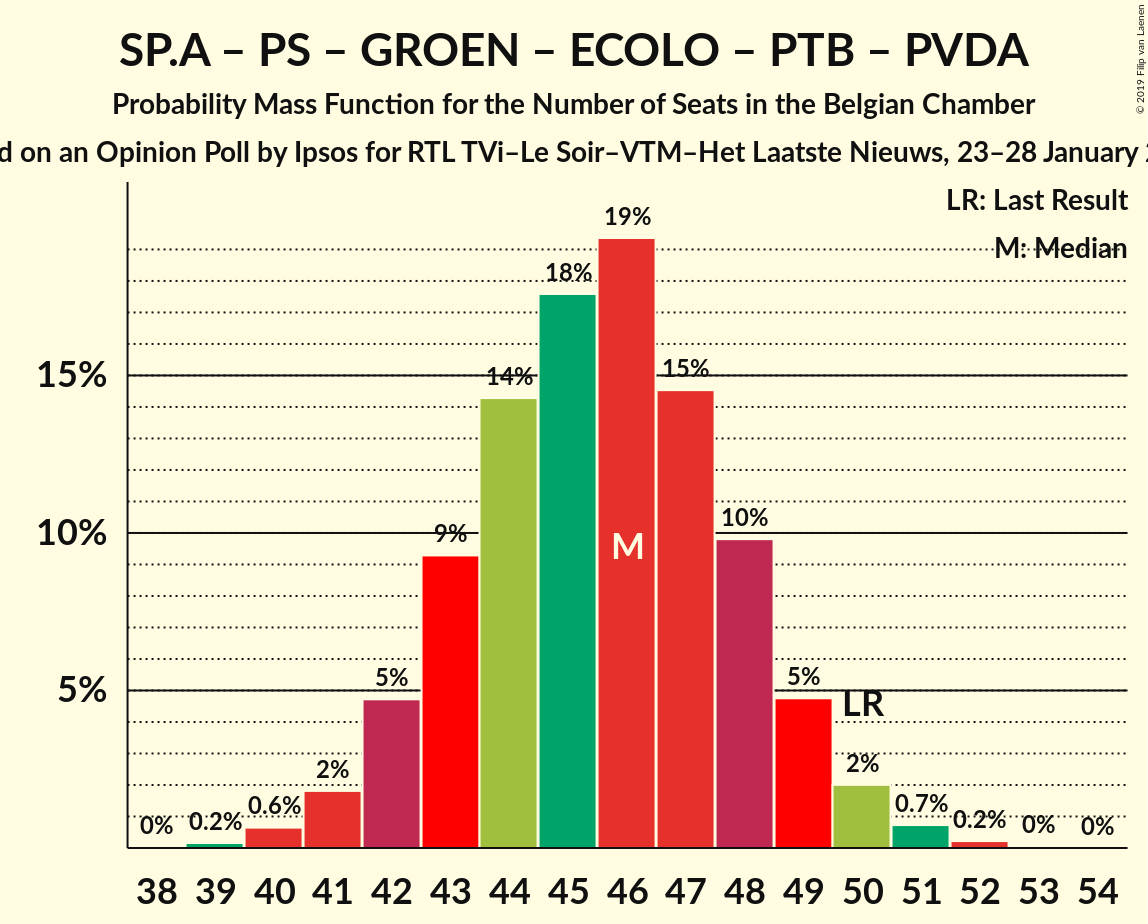 SP.A – PS – GROEN – ECOLO – PTB – PVDA
Probability Mass Function for the Number of Seats in the Belgian Chamber
on an Opinion Poll by Ipsos for RTL TVi–Le Soir–VTM–Het Laatste Nieuws, 23–28 January
© 2019 Filip van Laenen
LR: Last Result
M: Median
19%
18%
15%
14%
15%
10%
9%
10%
M
5%
5%
5%
LR
2%
2%
0.7%
0.6%
0.2%
0.2%
0%
0%
0%
38 39 40 41 42 43 44 45 46 47 48 49 50 51 52 53 54